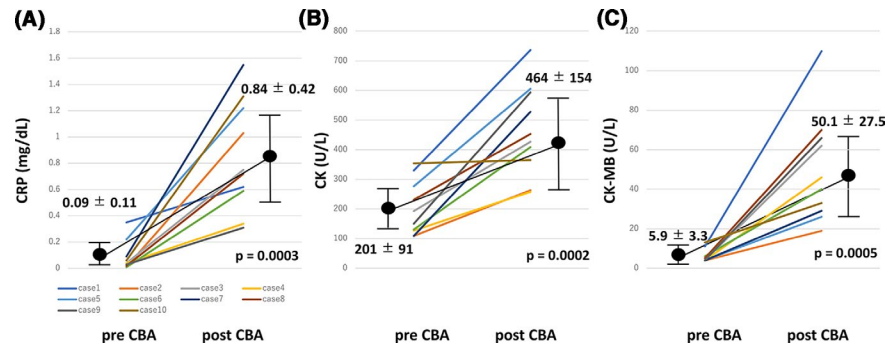 (A)
CRP (mg/dL)
1.8
1.6
1.4
1.2
1
0.8
0.6
0.4
0.2
0
0.09 ± 0.11
0.84 ± 0.42
p = 0.0003
case1 case2 case3 case4
case5 case6 case7 case8
case9 case10
pre CBA post CBA
(B)
CK (U/L)
800
700
600
500
400
300
200
100
0
464 ± 154
201 ± 91
p = 0.0002
pre CBA post CBA
(C)
CK-MB (U/L)
120
100
80
60
40
20
0
50.1 ± 27.5
5.9 ± 3.3
p = 0.0005
pre CBA post CBA